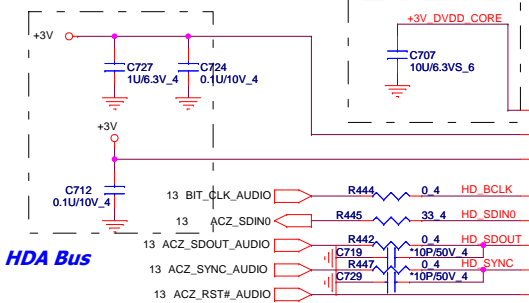 +3V_DVDD_CORE
+3V
C707
10U/6.3VS_6
C727
1U/6.3V_4
C724
0.1U/10V_4
+3V
C712
0.1U/10V_4
13 BIT_CLK_AUDIO R444 0_4 HD_BCLK
13 ACZ_SDIN0 R445 33_4 HD_SDIN0
13 ACZ_SDOUT_AUDIO R442 0_4 HD_SDOUT
C719 *10P/50V_4
13 ACZ_SYNC_AUDIO R447 0_4 HD_SYNC
C729 *10P/50V_4
13 ACZ_RST#_AUDIO
HDA Bus